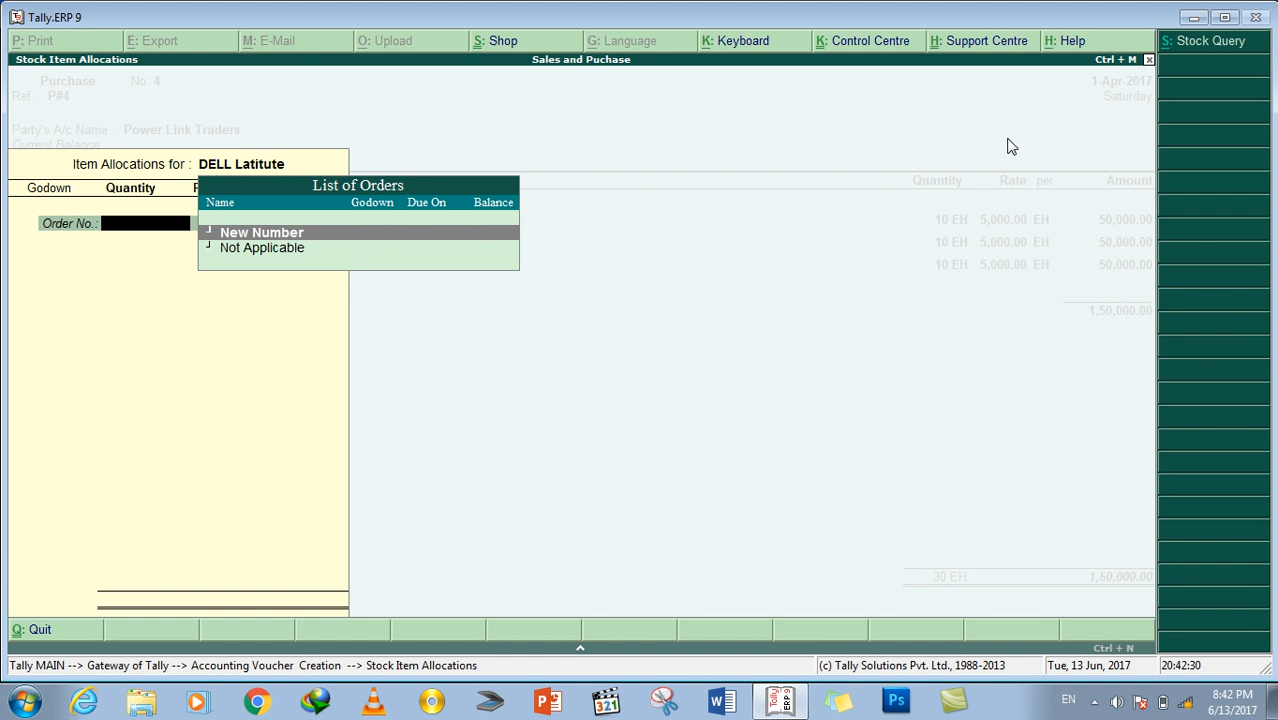 Tally.ERP 9
P: Print E: Export M: E-Mail O: Upload S: Shop G: Language K: Keyboard K: Control Centre H: Support Centre H: Help S: Stock Query
Stock Item Allocations Sales and Puchase Ctrl + M
Purchase No. 4 1-Apr-2017
Ref. : P#4 Saturday
Party's A/c Name : Power Link Traders
Current Balance
Item Allocations for : DELL Latitute
Godown Quantity R
Order No.:
List of Orders
Name Godown Due On Balance
New Number
Not Applicable
Quantity Rate per Amount
10 EH 5,000.00 EH 50,000.00
10 EH 5,000.00 EH 50,000.00
10 EH 5,000.00 EH 50,000.00
1,50,000.00
30 EH 1,50,000.00
Q: Quit
Ctrl + N
Tally MAIN --> Gateway of Tally --> Accounting Voucher Creation --> Stock Item Allocations (c) Tally Solutions Pvt. Ltd., 1988-2013 Tue, 13 Jun, 2017 20:42:30
321 Tally ERP 9 Ps EN 8:42 PM
6/13/2017